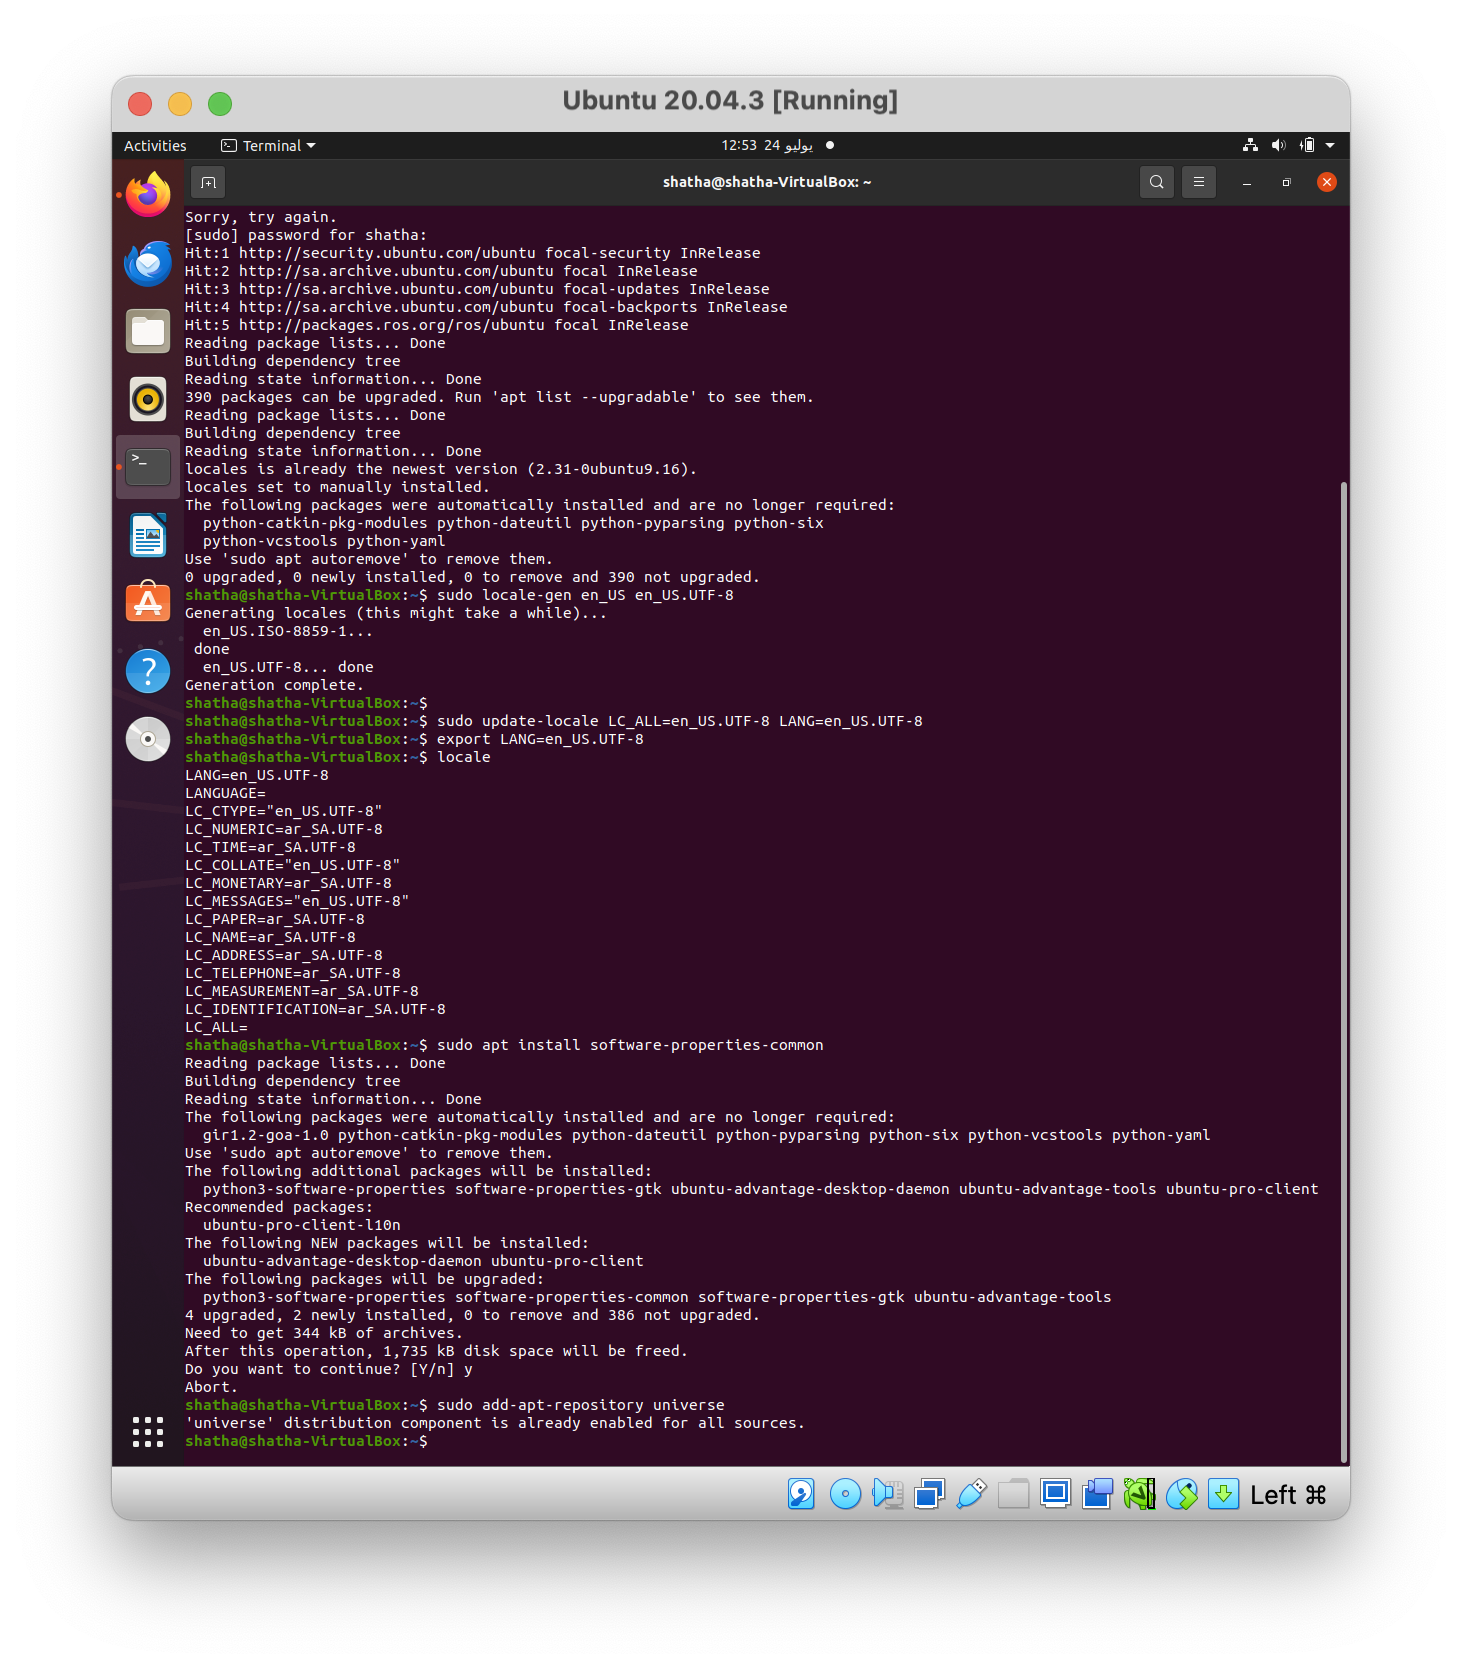 Ubuntu 20.04.3 [Running]
Activities
Terminal
12:53 24 يوليو
shatha@shatha-VirtualBox: ~
Sorry, try again.
[sudo] password for shatha:
Hit:1 http://security.ubuntu.com/ubuntu focal-security InRelease
Hit:2 http://sa.archive.ubuntu.com/ubuntu focal InRelease
Hit:3 http://sa.archive.ubuntu.com/ubuntu focal-updates InRelease
Hit:4 http://sa.archive.ubuntu.com/ubuntu focal-backports InRelease
Hit:5 http://packages.ros.org/ros/ubuntu focal InRelease
Reading package lists... Done
Building dependency tree
Reading state information... Done
390 packages can be upgraded. Run 'apt list --upgradable' to see them.
Reading package lists... Done
Building dependency tree
Reading state information... Done
locales is already the newest version (2.31-0ubuntu9.16).
locales set to manually installed.
The following packages were automatically installed and are no longer required:
  python-catkin-pkg-modules python-dateutil python-pyparsing python-six
  python-vcstools python-yaml
Use 'sudo apt autoremove' to remove them.
0 upgraded, 0 newly installed, 0 to remove and 390 not upgraded.
shatha@shatha-VirtualBox:~$ sudo locale-gen en_US en_US.UTF-8
Generating locales (this might take a while)...
  en_US.ISO-8859-1...
 done
  en_US.UTF-8... done
Generation complete.
shatha@shatha-VirtualBox:~$
shatha@shatha-VirtualBox:~$ sudo update-locale LC_ALL=en_US.UTF-8 LANG=en_US.UTF-8
shatha@shatha-VirtualBox:~$ export LANG=en_US.UTF-8
shatha@shatha-VirtualBox:~$ locale
LANG=en_US.UTF-8
LANGUAGE=
LC_CTYPE="en_US.UTF-8"
LC_NUMERIC=ar_SA.UTF-8
LC_TIME=ar_SA.UTF-8
LC_COLLATE="en_US.UTF-8"
LC_MONETARY=ar_SA.UTF-8
LC_MESSAGES="en_US.UTF-8"
LC_PAPER=ar_SA.UTF-8
LC_NAME=ar_SA.UTF-8
LC_ADDRESS=ar_SA.UTF-8
LC_TELEPHONE=ar_SA.UTF-8
LC_MEASUREMENT=ar_SA.UTF-8
LC_IDENTIFICATION=ar_SA.UTF-8
LC_ALL=
shatha@shatha-VirtualBox:~$ sudo apt install software-properties-common
Reading package lists... Done
Building dependency tree
Reading state information... Done
The following packages were automatically installed and are no longer required:
  gir1.2-goa-1.0 python-catkin-pkg-modules python-dateutil python-pyparsing python-six python-vcstools python-yaml
Use 'sudo apt autoremove' to remove them.
The following additional packages will be installed:
  python3-software-properties software-properties-gtk ubuntu-advantage-desktop-daemon ubuntu-advantage-tools ubuntu-pro-client
Recommended packages:
  ubuntu-pro-client-l10n
The following NEW packages will be installed:
  ubuntu-advantage-desktop-daemon ubuntu-pro-client
The following packages will be upgraded:
  python3-software-properties software-properties-common software-properties-gtk ubuntu-advantage-tools
4 upgraded, 2 newly installed, 0 to remove and 386 not upgraded.
Need to get 344 kB of archives.
After this operation, 1,735 kB disk space will be freed.
Do you want to continue? [Y/n] y
Abort.
shatha@shatha-VirtualBox:~$ sudo add-apt-repository universe
'universe' distribution component is already enabled for all sources.
shatha@shatha-VirtualBox:~$
Left ⌘